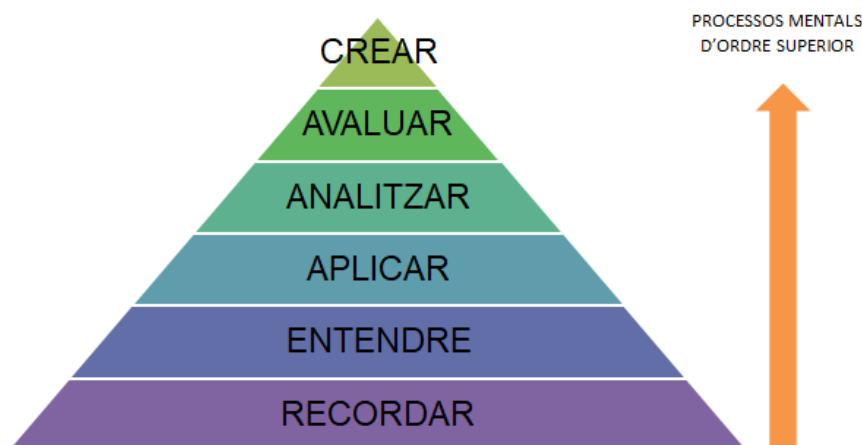 PROCESSOS MENTALS
D'ORDRE SUPERIOR
CREAR
AVALUAR
ANALITZAR
APLICAR
ENTENDRE
RECORDAR